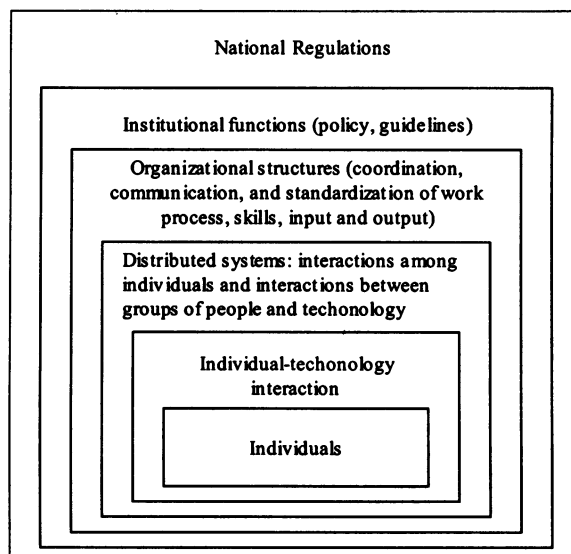 National Regulations
Institutional functions (policy, guidelines)
Organizational structures (coordination,
communication, and standardization of work
process, skills, input and output)
Distributed systems: interactions among
individuals and interactions between
groups of people and techonology
Individual-techonology
interaction
Individuals